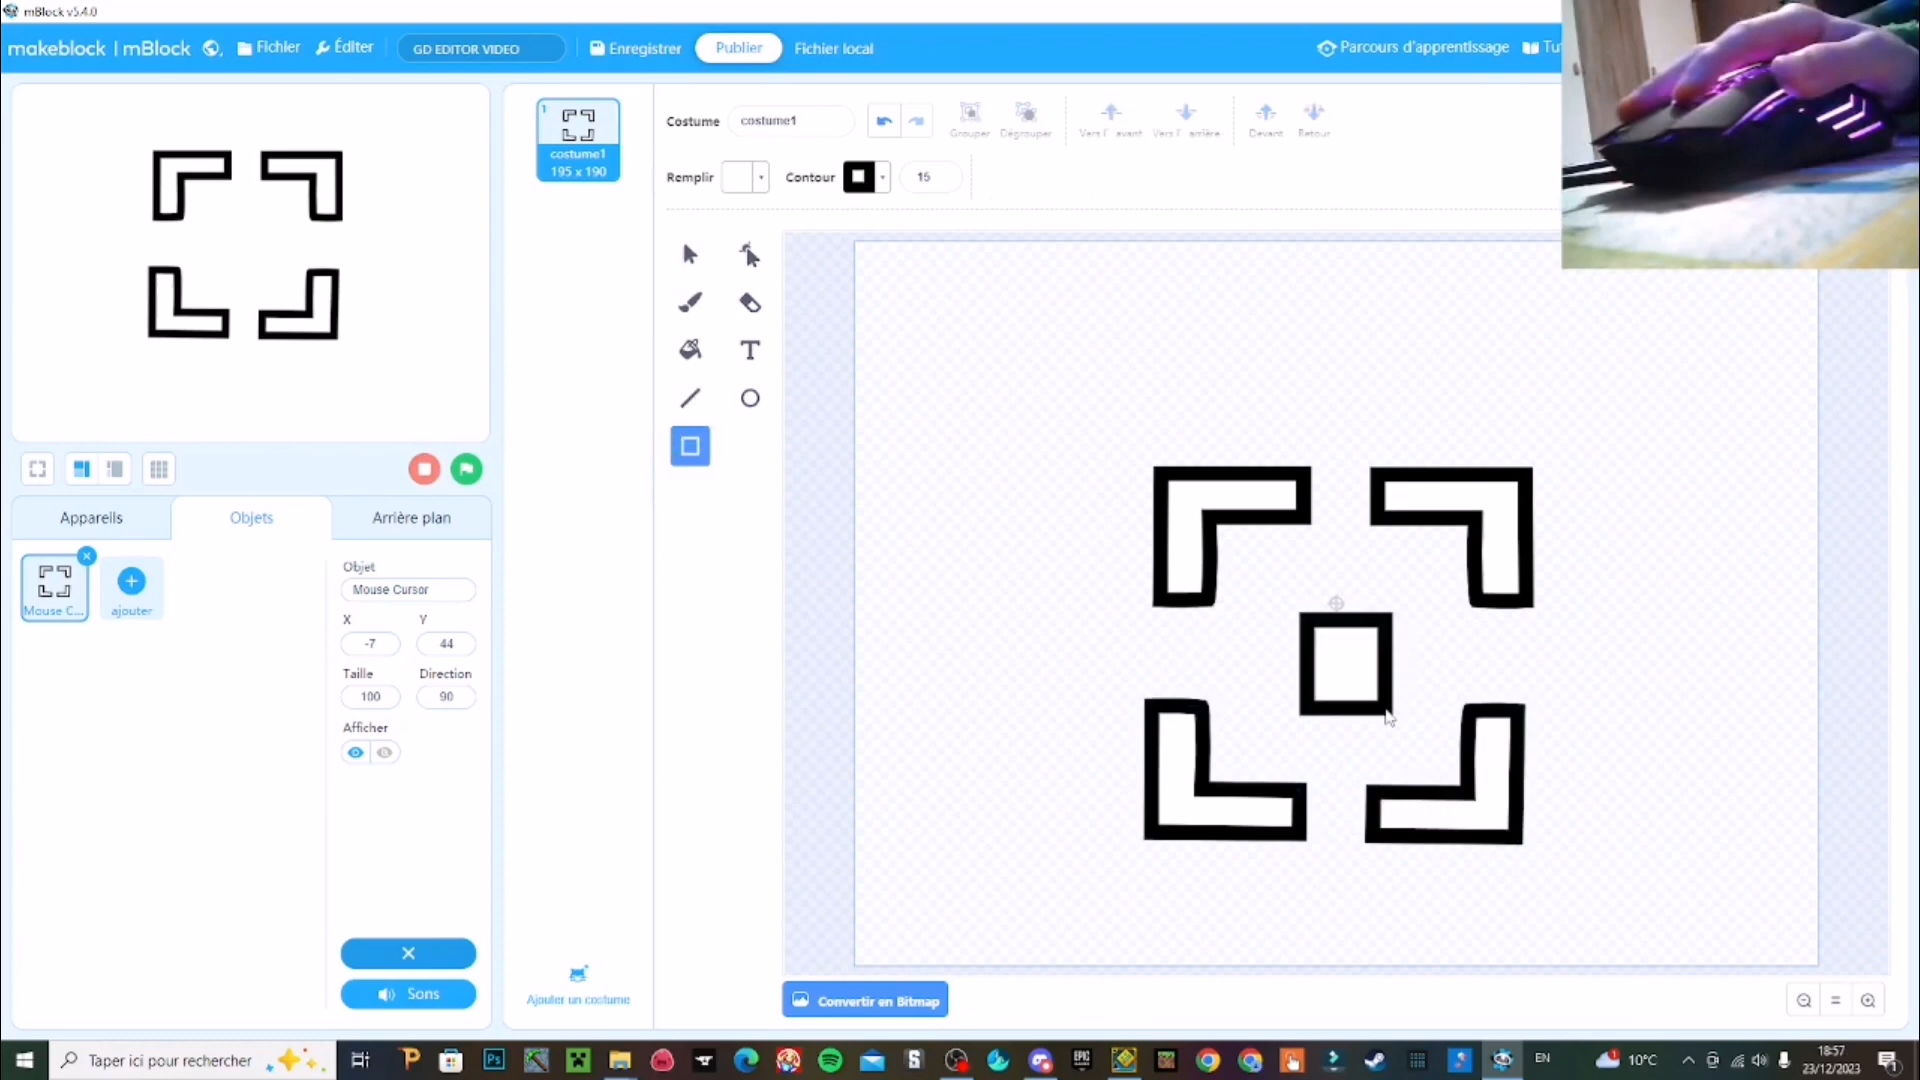 mBlock v5.4.0
makeblock | mBlock
Fichier
Éditer
GD EDITOR VIDEO
Enregistrer
Publier
Fichier local
Parcours d'apprentissage
1
costume1
195 x 190
Costume
costume1
Grouper
Dégrouper
Vers l' avant
Vers l' arrière
Devant
Retour
Remplir
Contour
15
T
Appareils
Objets
Arrière plan
Mouse C...
ajouter
Objet
Mouse Cursor
X
Y
-7
44
Taille
Direction
100
90
Afficher
Sons
Ajouter un costume
Convertir en Bitmap
Taper ici pour rechercher
Ps
EPIC
EN
10°C
18:57
23/12/2023